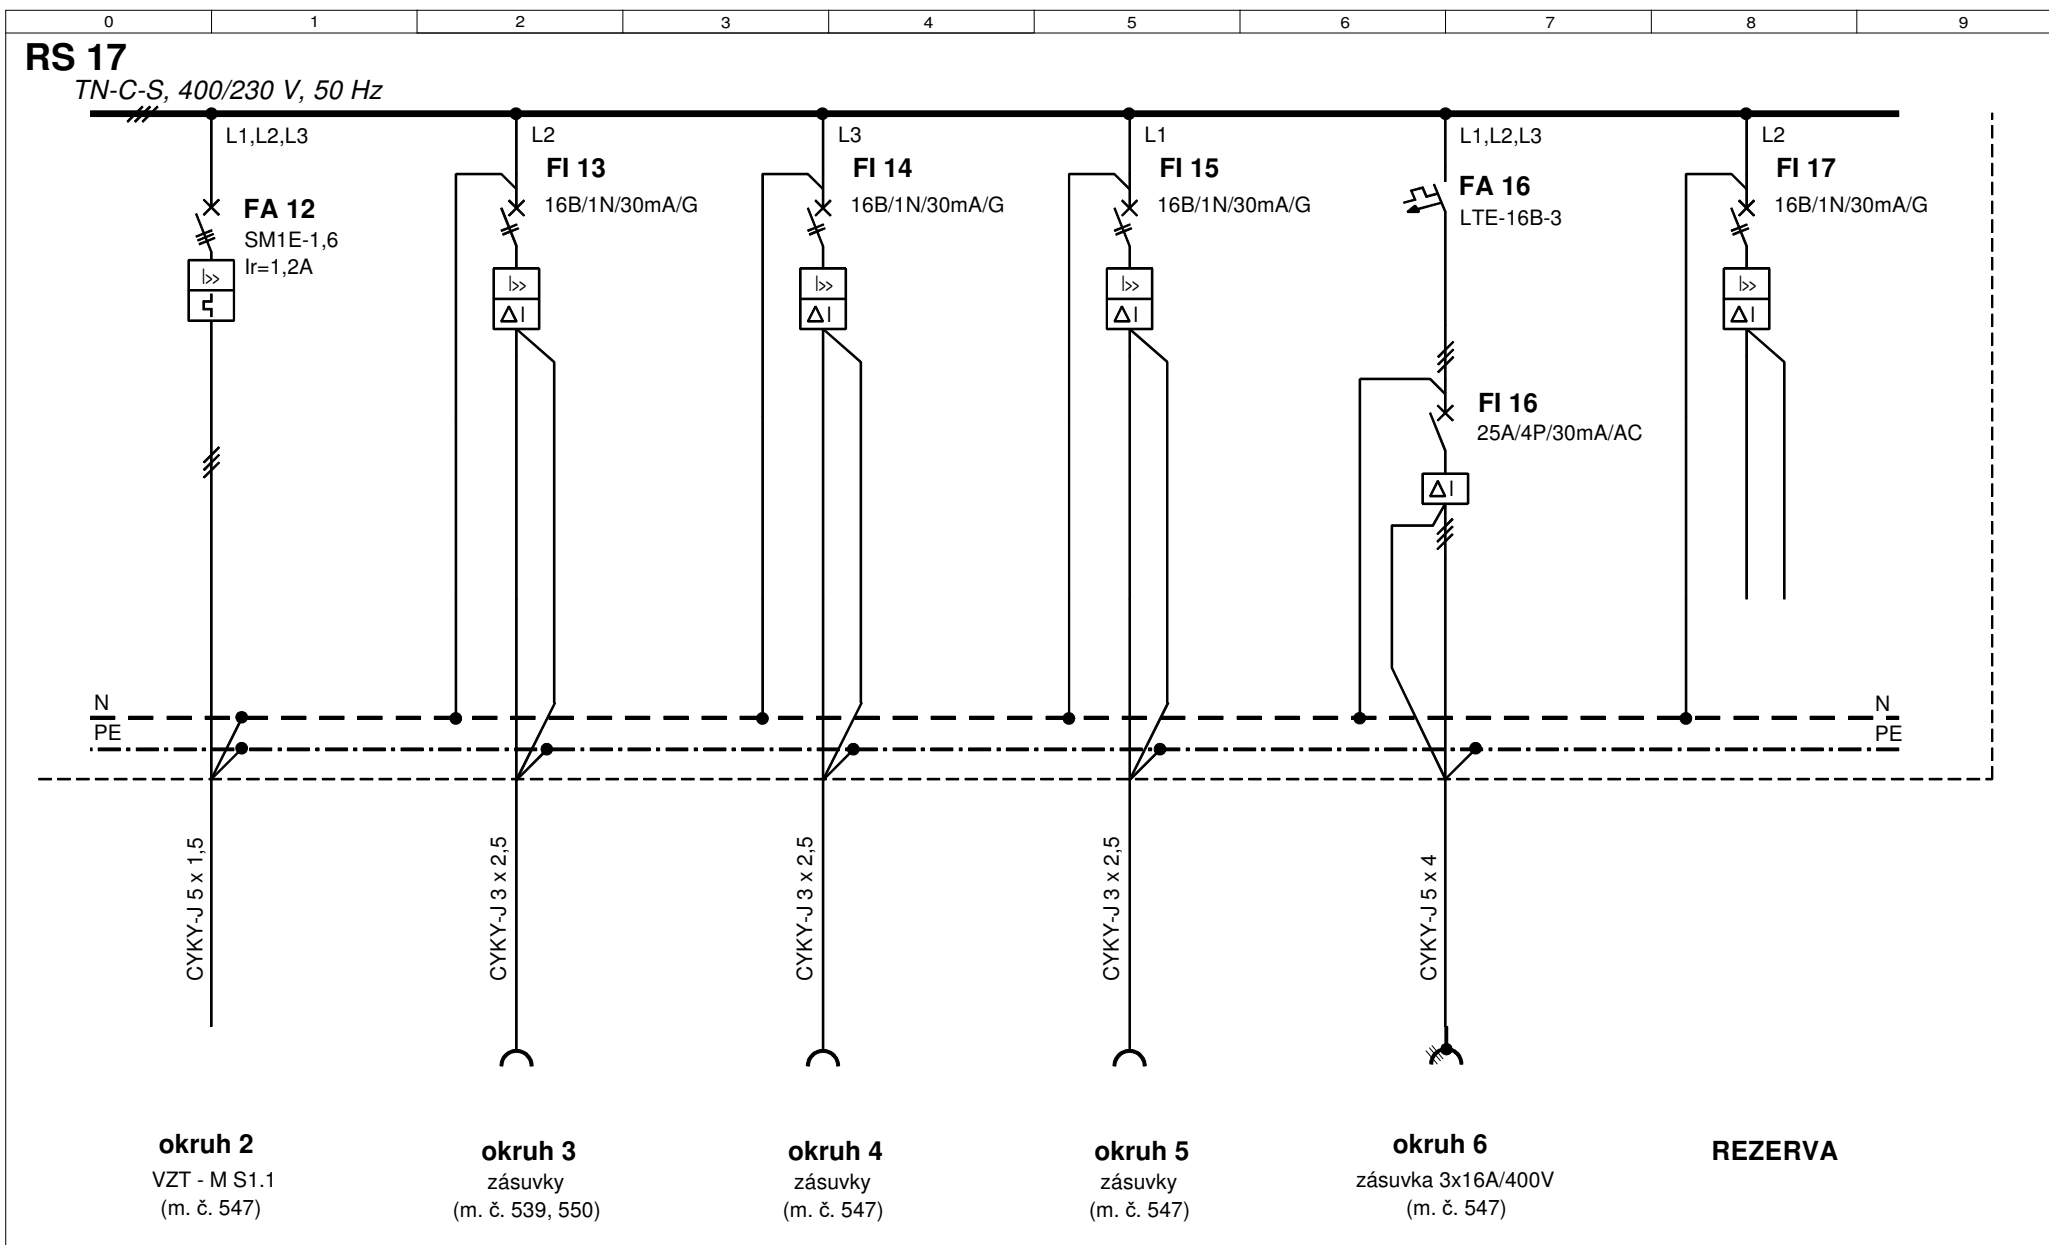 0 1 2 3 4 5 6 7 8 9
RS 17
TN-C-S, 400/230 V, 50 Hz
L1,L2,L3 L2 L3 L1 L1,L2,L3 L2
FI 13 FI 14 FI 15 FI 17
FA 16
16B/1N/30mA/G 16B/1N/30mA/G 16B/1N/30mA/G 16B/1N/30mA/G
FA 12
LTE-16B-3
SM1E-1,6
Ir=1,2A
I>> I>> I>> I>> I>>
ΔI ΔI ΔI ΔI
FI 16
25A/4P/30mA/AC
ΔI
N N
PE PE
CYKY-J 5 x 1,5
CYKY-J 3 x 2,5
CYKY-J 3 x 2,5
CYKY-J 3 x 2,5
CYKY-J 5 x 4
okruh 2
VZT - M S1.1
(m. č. 547)
okruh 3
zásuvky
(m. č. 539, 550)
okruh 4
zásuvky
(m. č. 547)
okruh 5
zásuvky
(m. č. 547)
okruh 6
zásuvka 3x16A/400V
(m. č. 547)
REZERVA